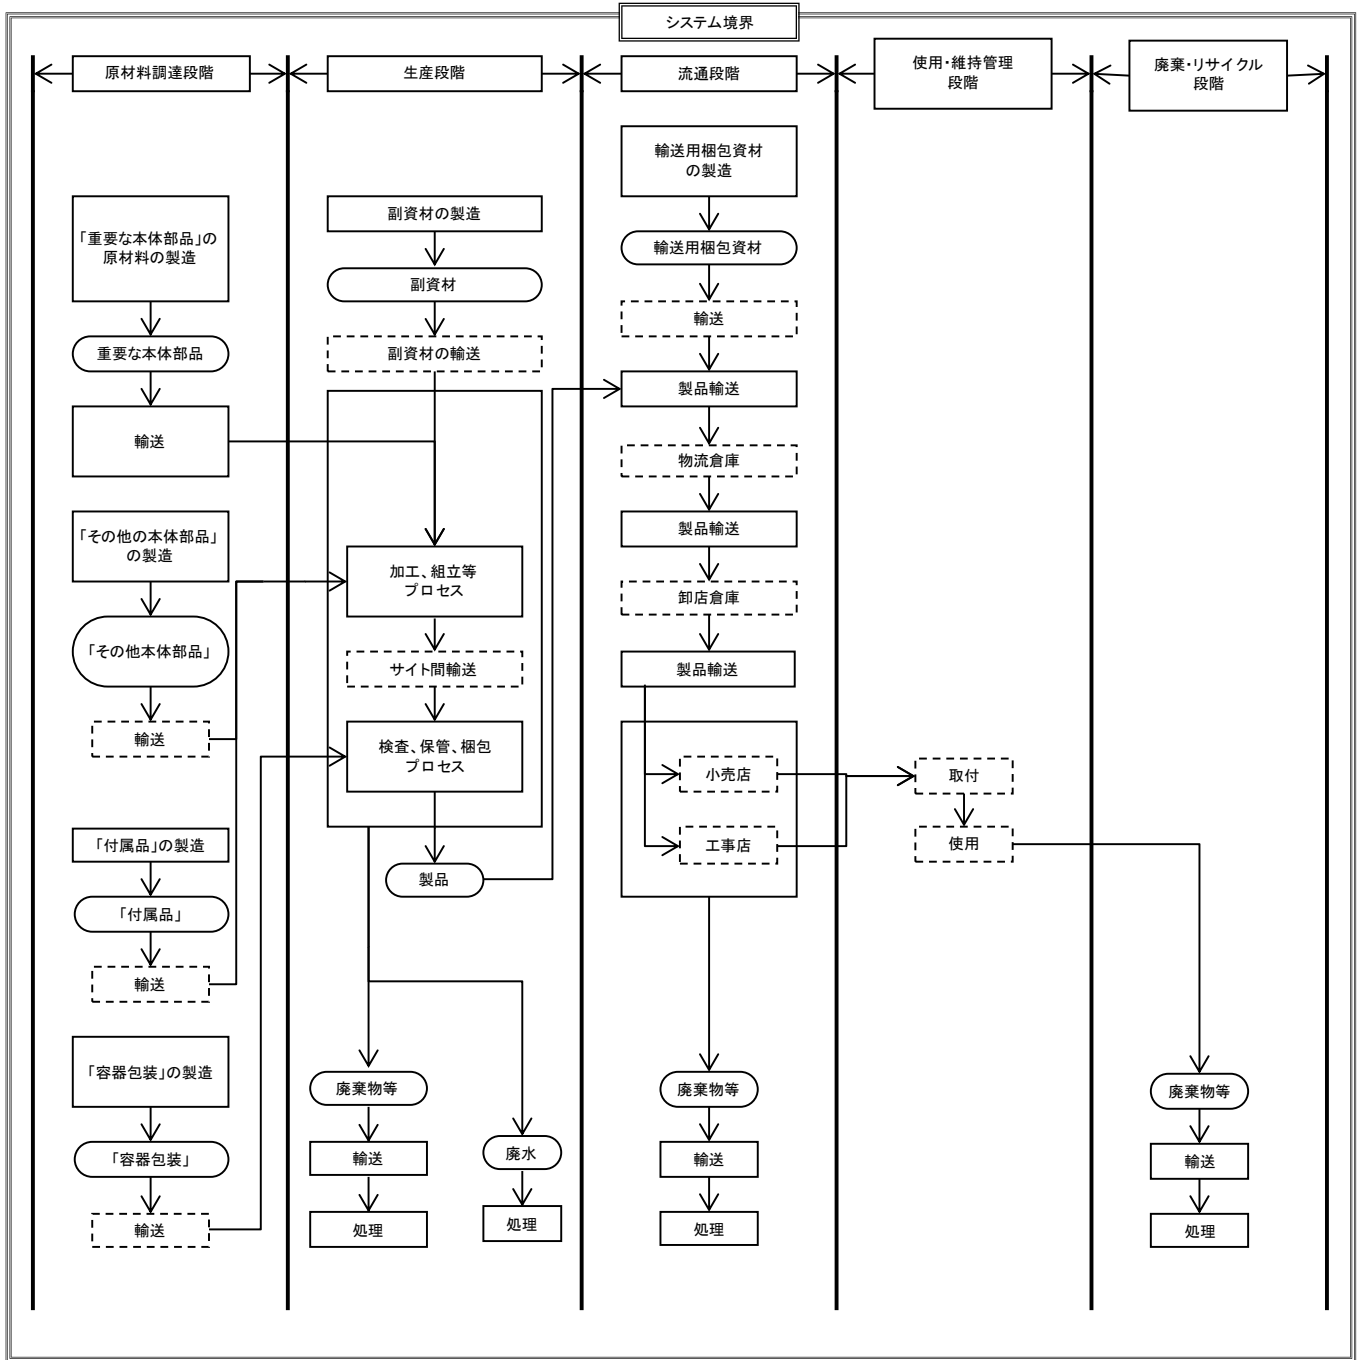 システム境界
原材料調達段階
生産段階
流通段階
使用・維持管理
段階
廃棄・リサイクル
段階
「重要な本体部品」の
原材料の製造
重要な本体部品
輸送
「その他の本体部品」
の製造
「その他本体部品」
輸送
「付属品」の製造
「付属品」
輸送
「容器包装」の製造
「容器包装」
輸送
副資材の製造
副資材
副資材の輸送
加工、組立等
プロセス
サイト間輸送
検査、保管、梱包
プロセス
製品
廃棄物等
輸送
処理
廃水
処理
輸送用梱包資材
の製造
輸送用梱包資材
輸送
製品輸送
物流倉庫
製品輸送
卸店倉庫
製品輸送
小売店
工事店
廃棄物等
輸送
処理
取付
使用
廃棄物等
輸送
処理